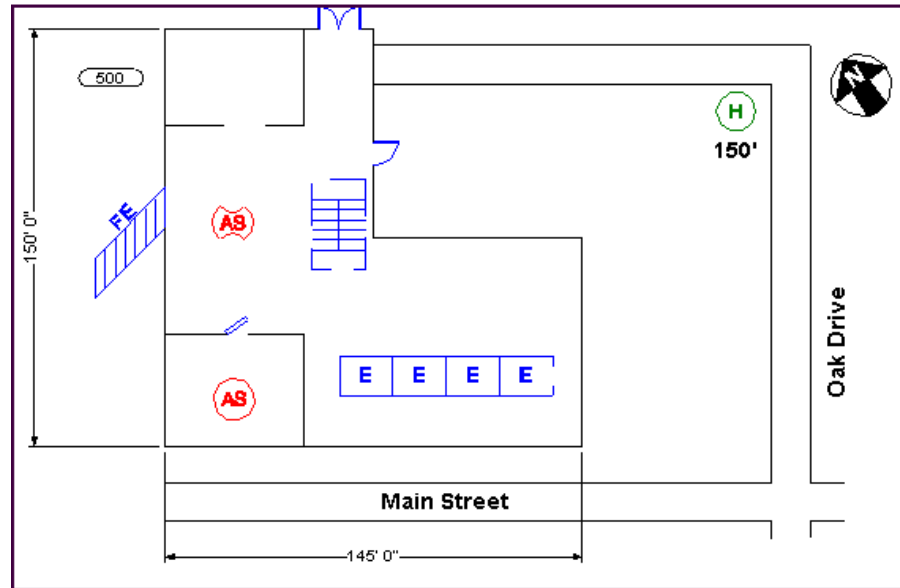 500
N
H
150'
150' 0"
FE
AS
Oak Drive
E E E E
AS
Main Street
145' 0"